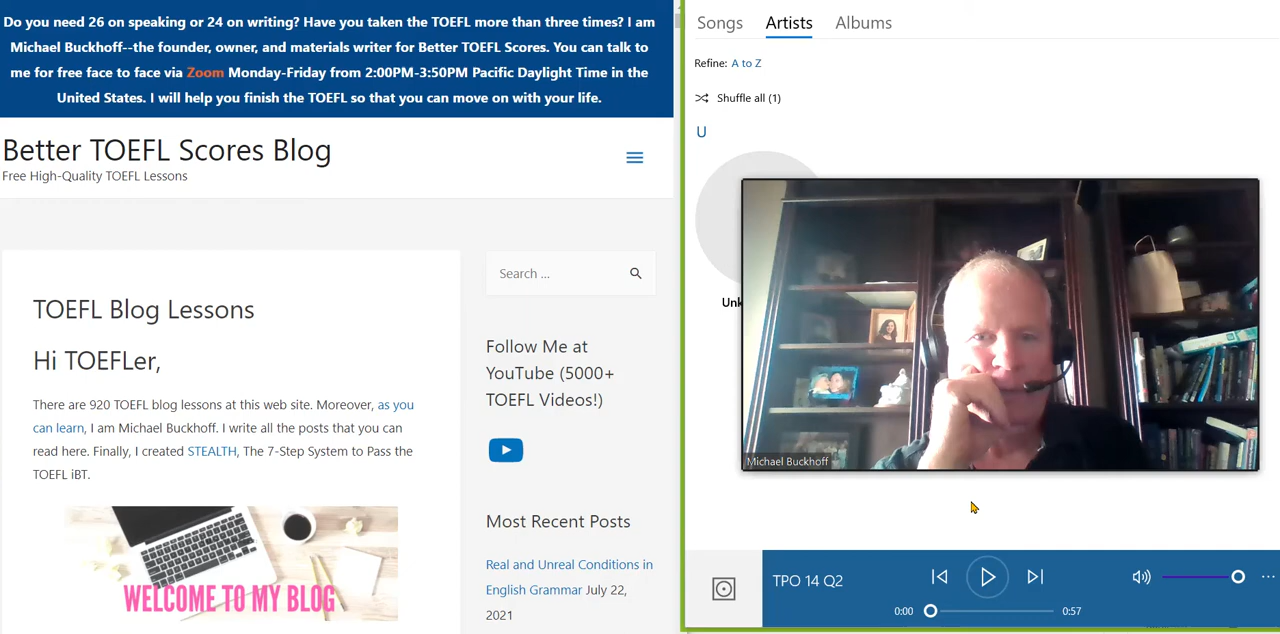 Do you need 26 on speaking or 24 on writing? Have you taken the TOEFL more than three times? I am
Michael Buckhoff--the founder, owner, and materials writer for Better TOEFL Scores. You can talk to
me for free face to face via Zoom Monday-Friday from 2:00PM-3:50PM Pacific Daylight Time in the
United States. I will help you finish the TOEFL so that you can move on with your life.
Better TOEFL Scores Blog
Free High-Quality TOEFL Lessons
TOEFL Blog Lessons
Hi TOEFLer,
There are 920 TOEFL blog lessons at this web site. Moreover, as you
can learn, I am Michael Buckhoff. I write all the posts that you can
read here. Finally, I created STEALTH, The 7-Step System to Pass the
TOEFL iBT.
WELCOME TO MY BLOG
Search ...
Follow Me at
YouTube (5000+
TOEFL Videos!)
Most Recent Posts
Real and Unreal Conditions in
English Grammar July 22,
2021
Songs Artists Albums
Refine: A to Z
Shuffle all (1)
U
Unk
Michael Buckhoff
TPO 14 Q2
0:00 0:57